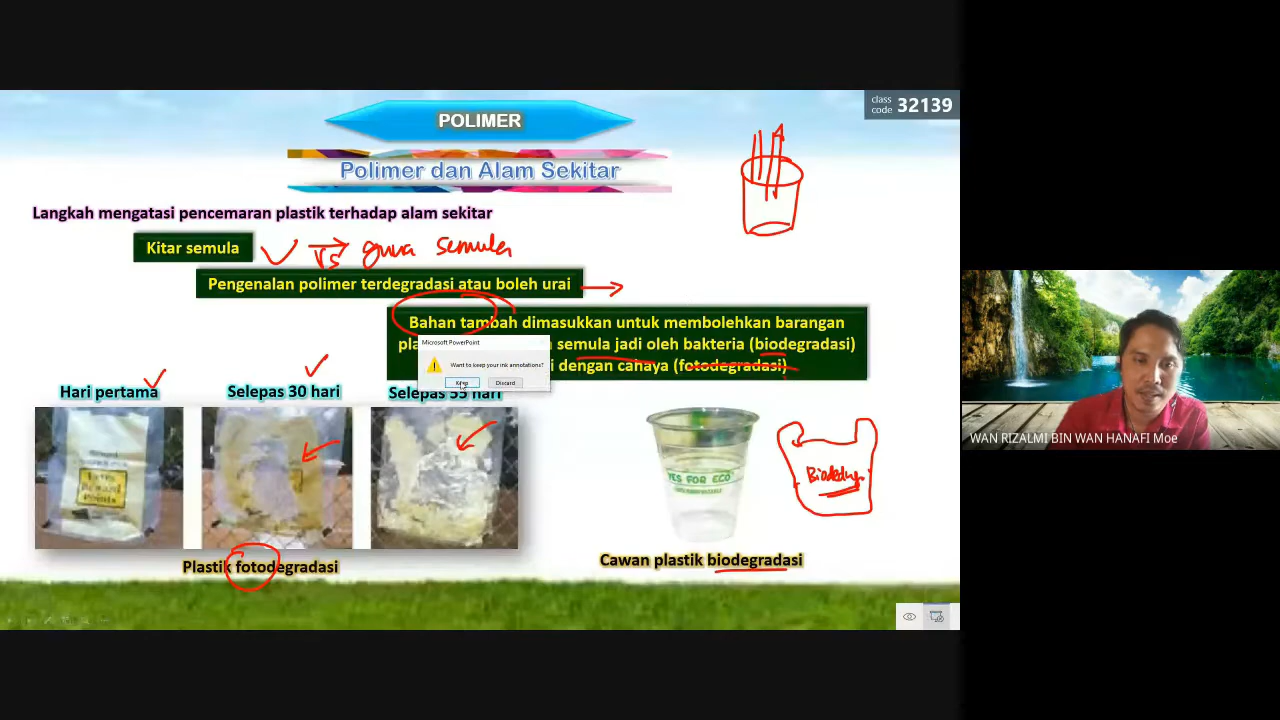 class
code 32139
POLIMER
Polimer dan Alam Sekitar
Langkah mengatasi pencemaran plastik terhadap alam sekitar
Kitar semula
vs guna semula
Pengenalan polimer terdegradasi atau boleh urai
Bahan tambah dimasukkan untuk membolehkan barangan
semula jadi oleh bakteria (biodegradasi)
dengan cahaya (fotodegradasi)
Microsoft PowerPoint
Want to keep your ink annotations?
Keep Discard
Hari pertama
Selepas 30 hari
Selepas 55 hari
YES FOR ECO
Plastik fotodegradasi
Cawan plastik biodegradasi
WAN RIZALMI BIN WAN HANAFI Moe